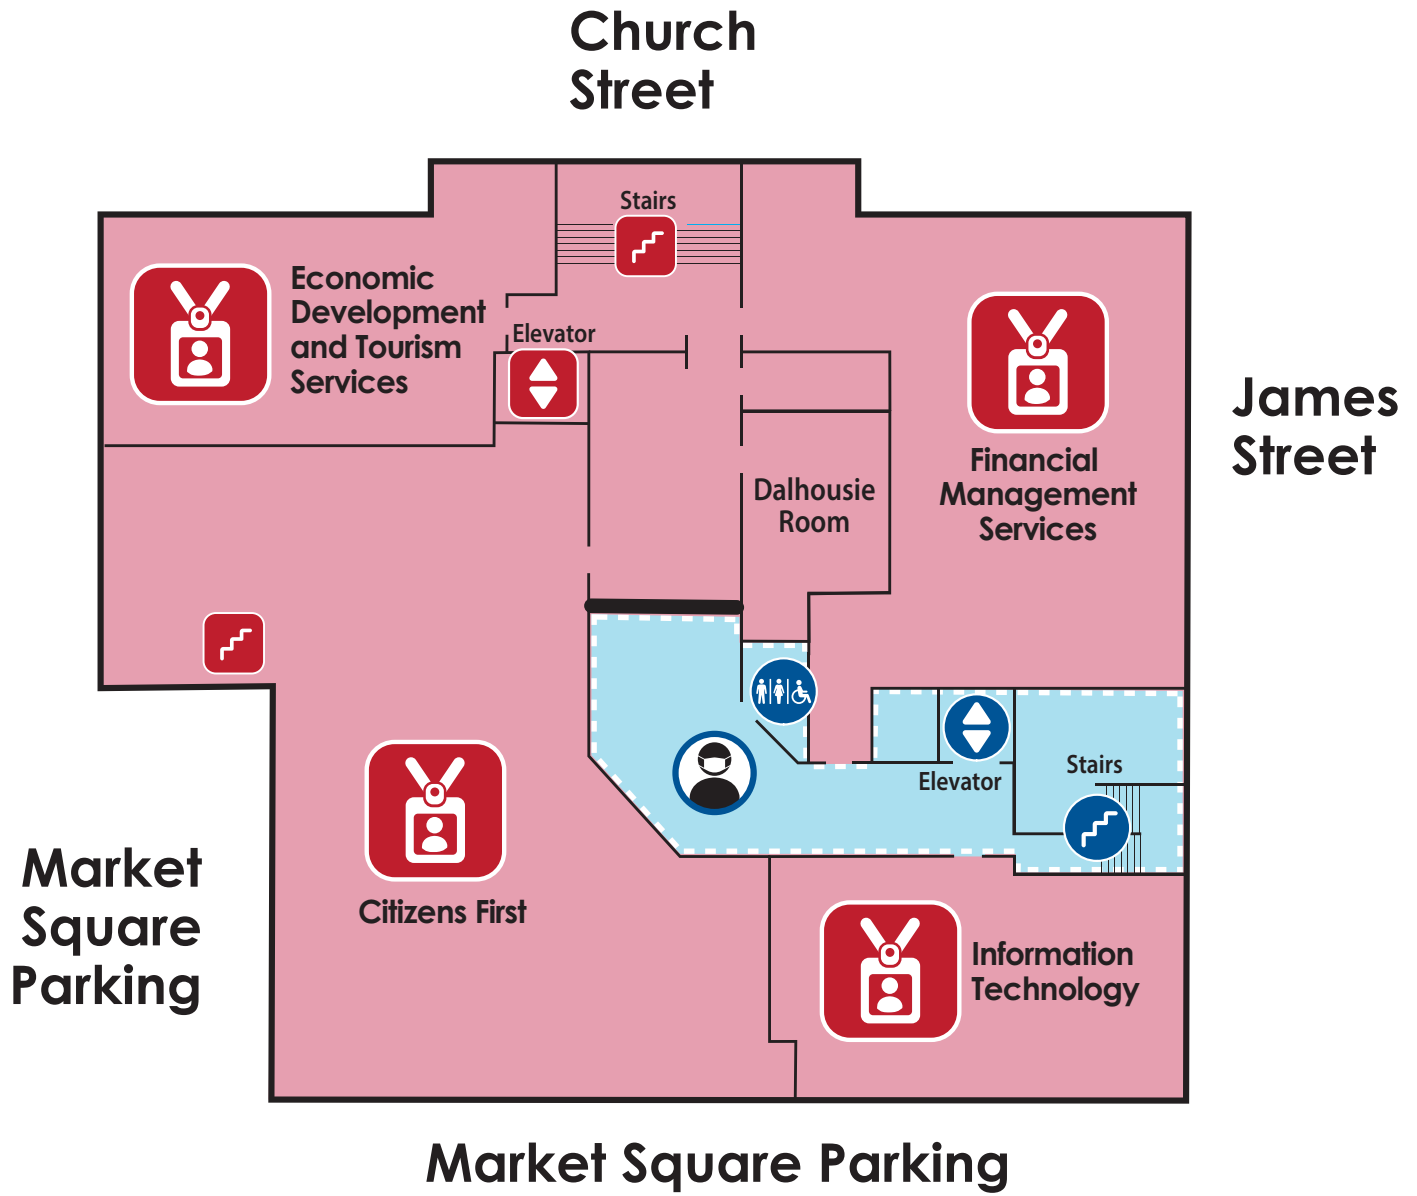 Church
Street
Stairs
Economic
Development
and Tourism
Services
Elevator
James
Street
Financial
Management
Services
Dalhousie
Room
Elevator
Stairs
Market
Square
Parking
Citizens First
Information
Technology
Market Square Parking